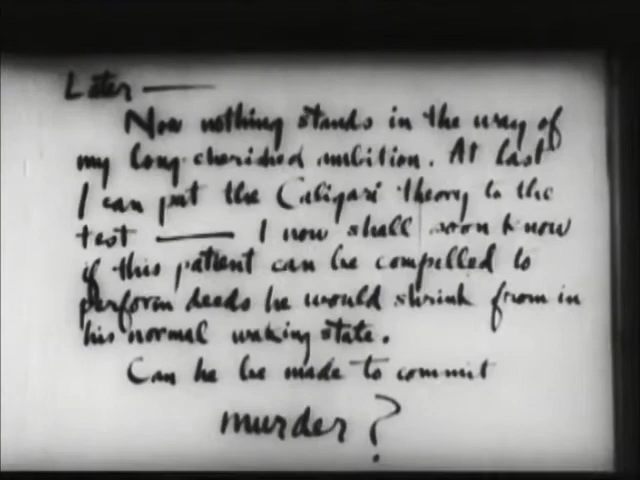 Later —
Now nothing stands in the way of
my long cherished ambition. At last
I can put the Caligari theory to the
test — I now shall soon know
if this patient can be compelled to
perform deeds he would shrink from in
his normal waking state.
Can he be made to commit
murder?